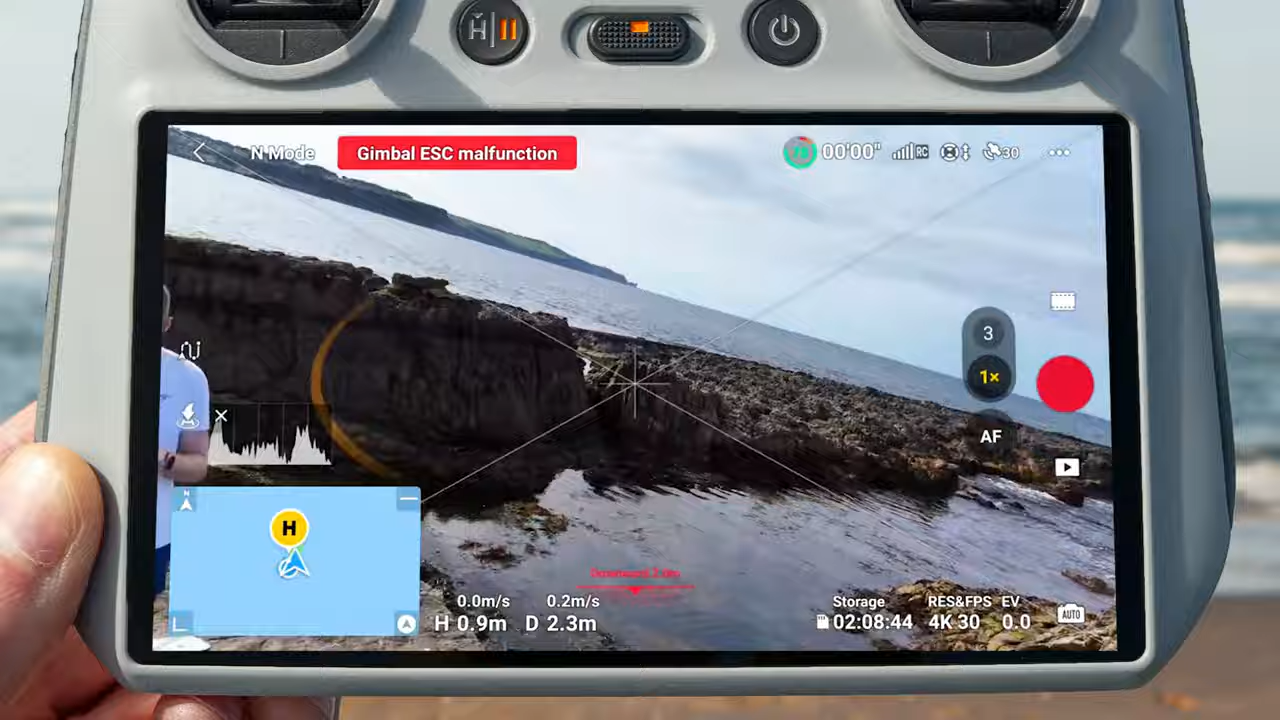 N Mode
Gimbal ESC malfunction
00'00"
RC
30
3
1×
AF
N
H
0.0m/s
0.2m/s
H 0.9m
D 2.3m
Storage
RES&FPS
EV
02:08:44
4K 30
0.0
AUTO